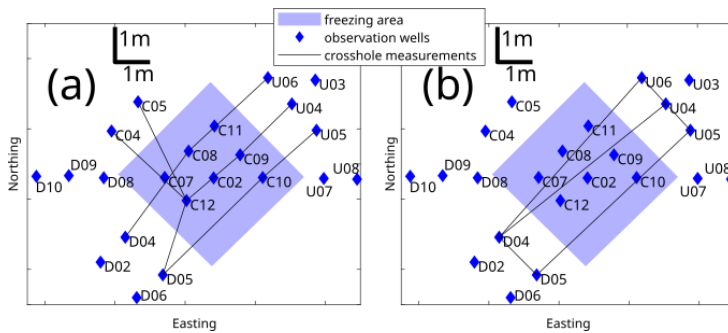 freezing area
observation wells
crosshole measurements
1m
1m
(a)
U06
U03
C05
U04
C04
C11
U05
C08
C09
D09
U08
D10
D08
C07
C02
C10
U07
C12
D04
D02
D05
D06
Northing
Easting
1m
1m
(b)
U06
U03
C05
U04
C04
C11
U05
C08
C09
D09
U08
D10
D08
C07
C02
C10
U07
C12
D04
D02
D05
D06
Northing
Easting